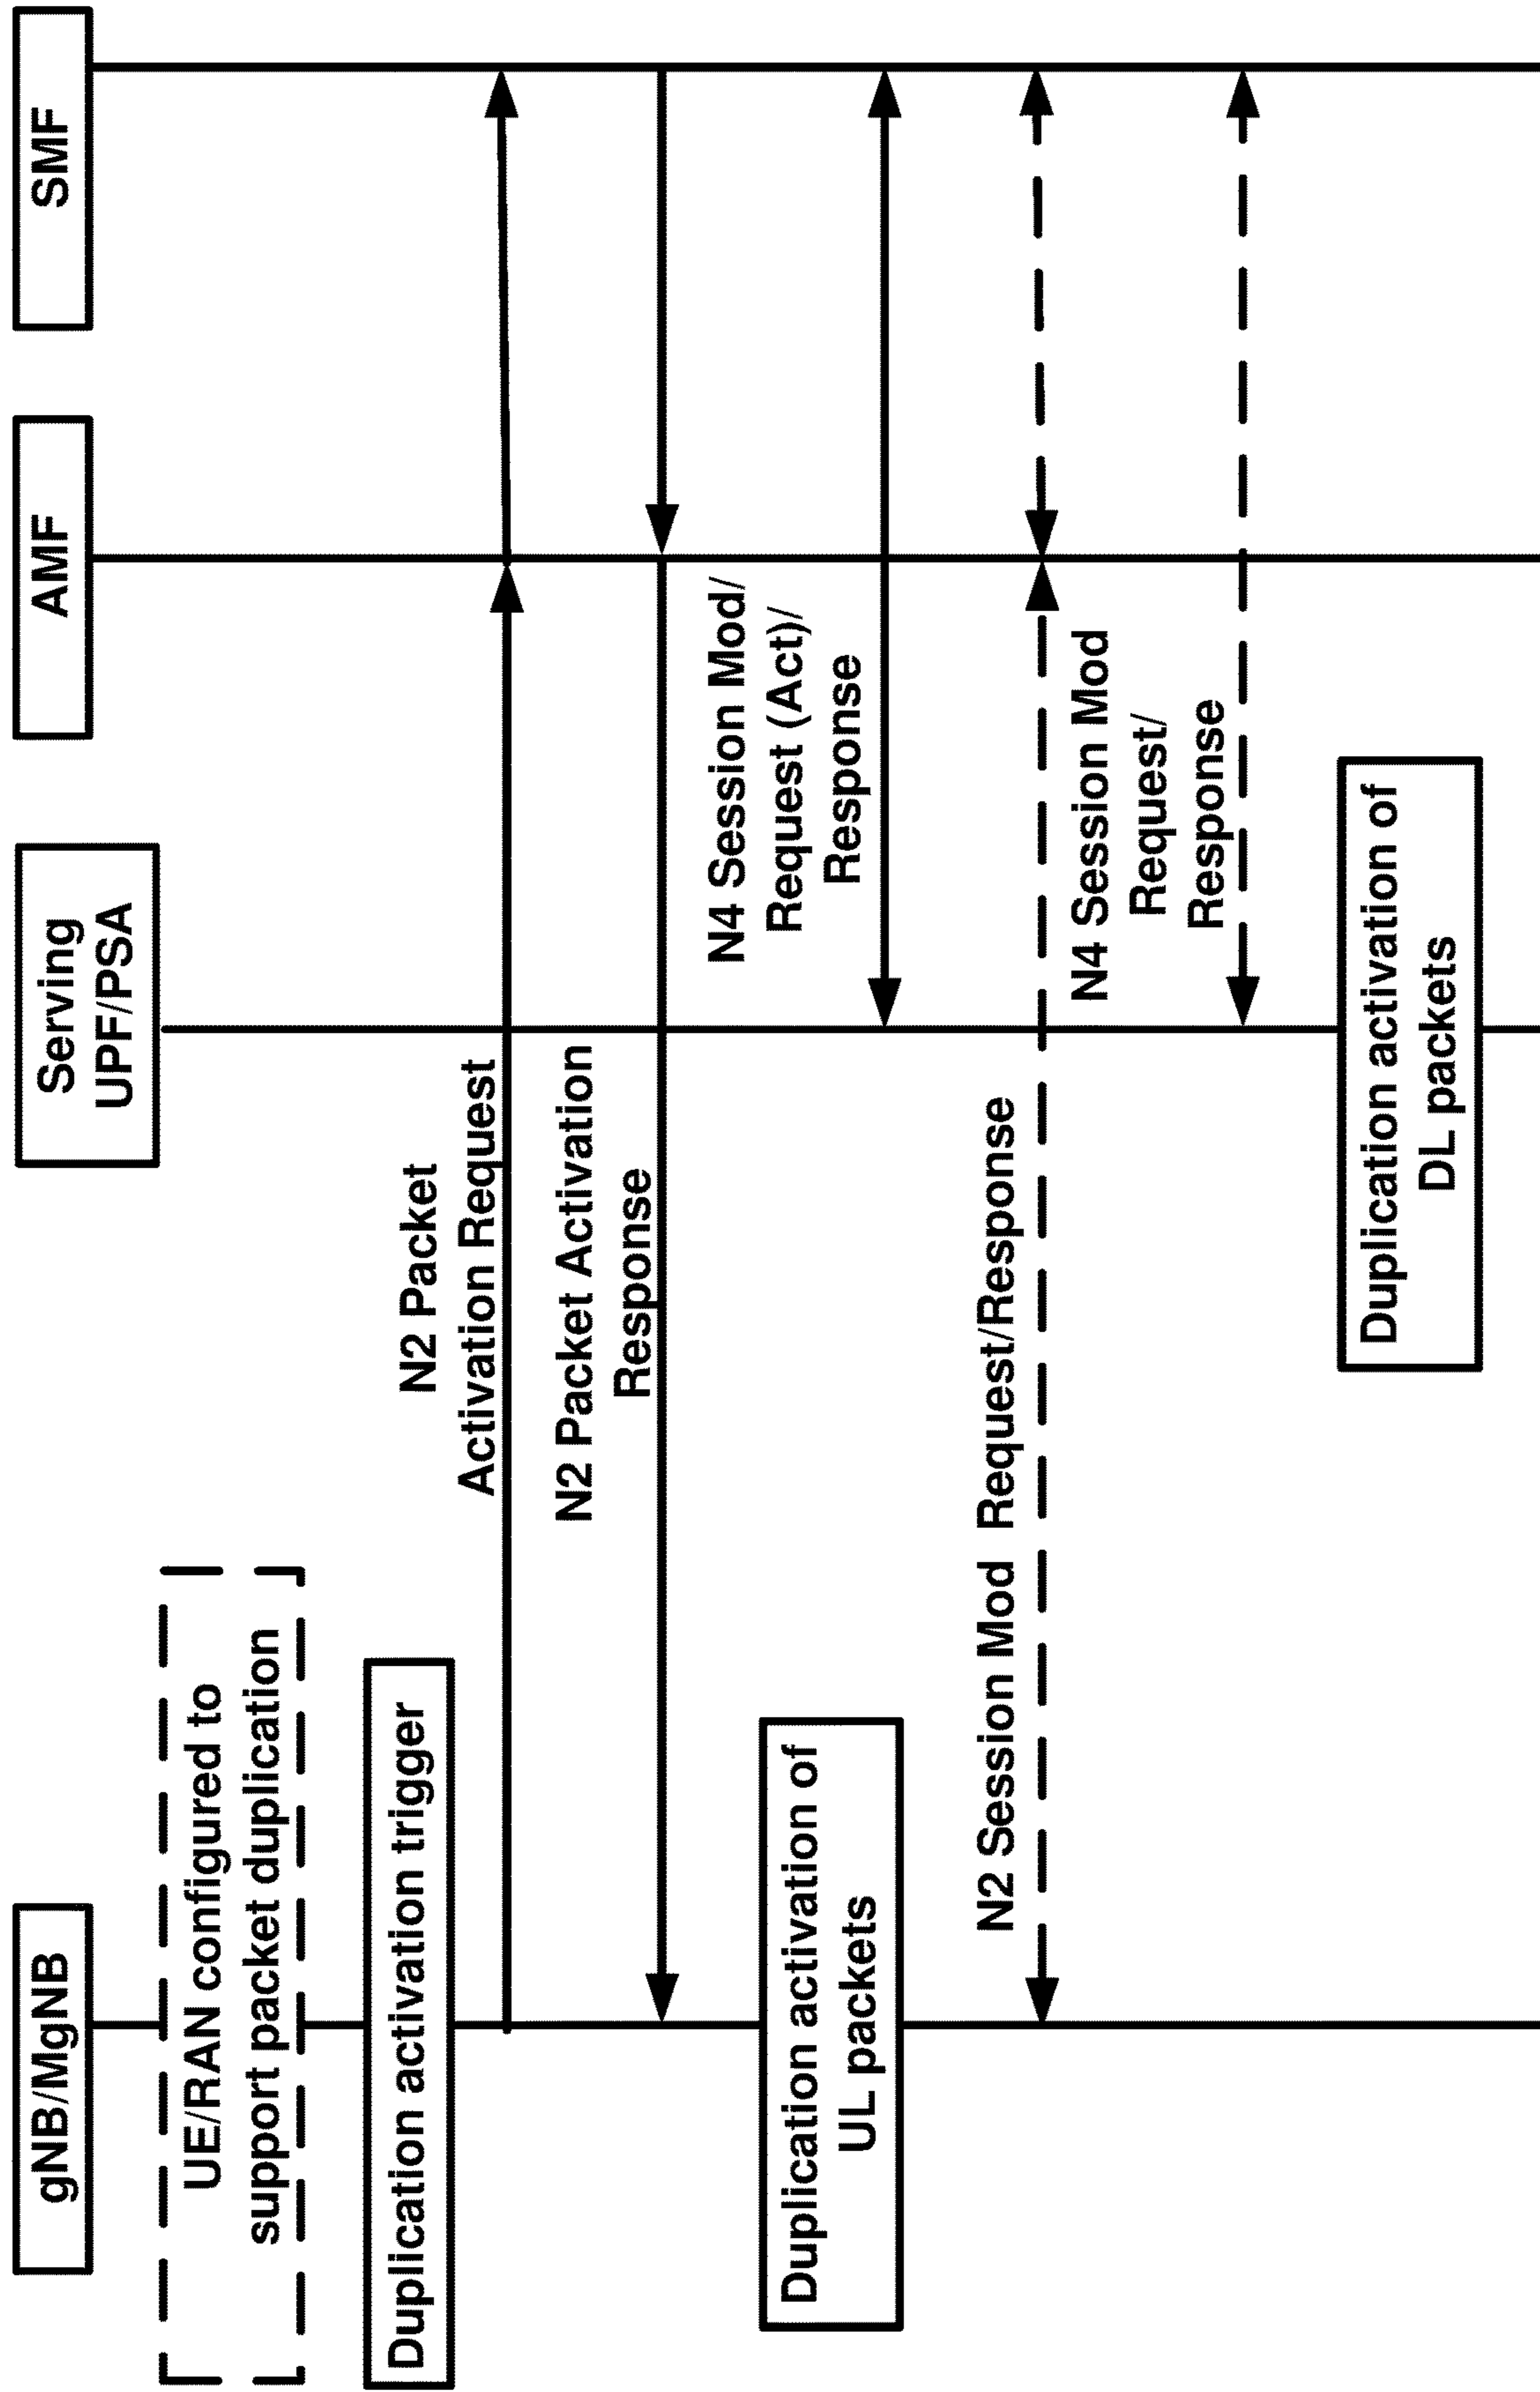 gNB/MgNB
Serving
UPF/PSA
AMF
SMF
UE/RAN configured to
support packet duplication
Duplication activation trigger
N2 Packet
Activation Request
N2 Packet Activation
Response
N4 Session Mod/
Request (Act)/
Response
Duplication activation of
UL packets
N2 Session Mod Request/Response
N4 Session Mod
Request/
Response
Duplication activation of
DL packets